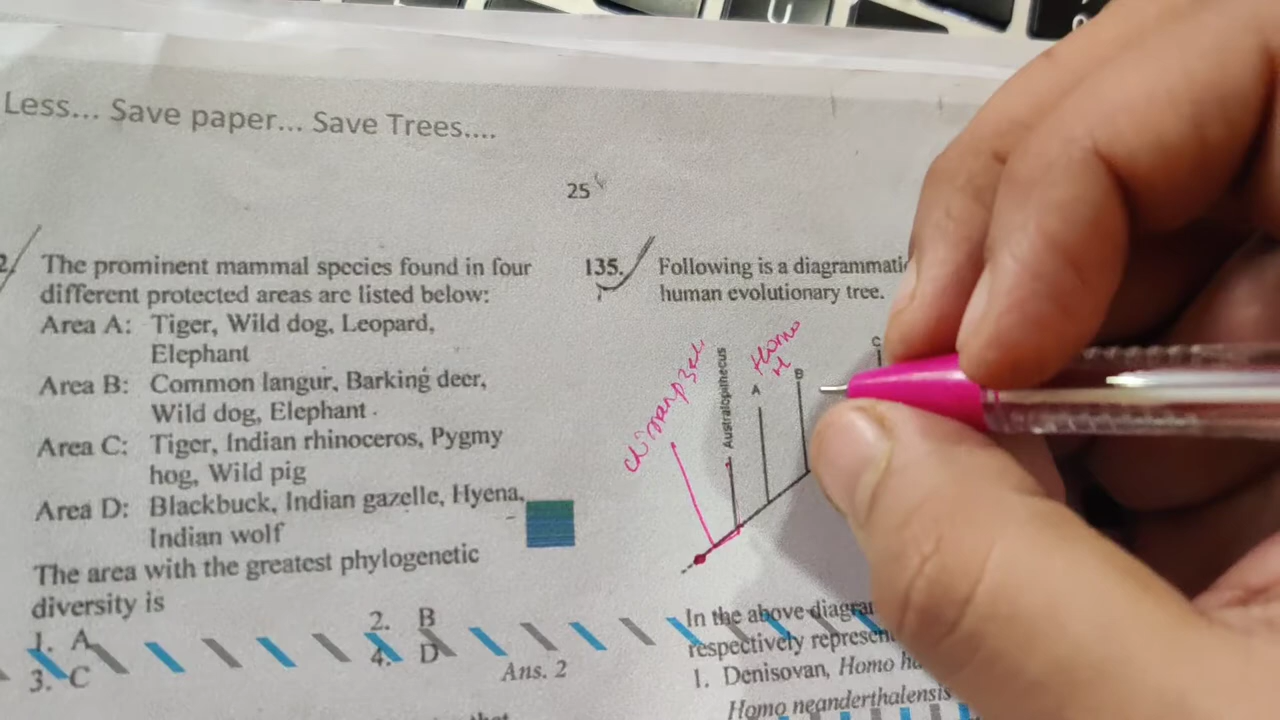 Less... Save paper... Save Trees....
25
2.
The prominent mammal species found in four
different protected areas are listed below:
Area A: Tiger, Wild dog, Leopard,
Elephant
Area B: Common langur, Barking deer,
Wild dog, Elephant
Area C: Tiger, Indian rhinoceros, Pygmy
hog, Wild pig
Area D: Blackbuck, Indian gazelle, Hyena,
Indian wolf
The area with the greatest phylogenetic
diversity is
1. A 2. B
3. C 4. D
Ans. 2
135. Following is a diagrammati
human evolutionary tree.
Australopithecus
A
Homo
H
B
C
In the above diagra
respectively represen
1. Denisovan, Homo ha
Homo neanderthalensis